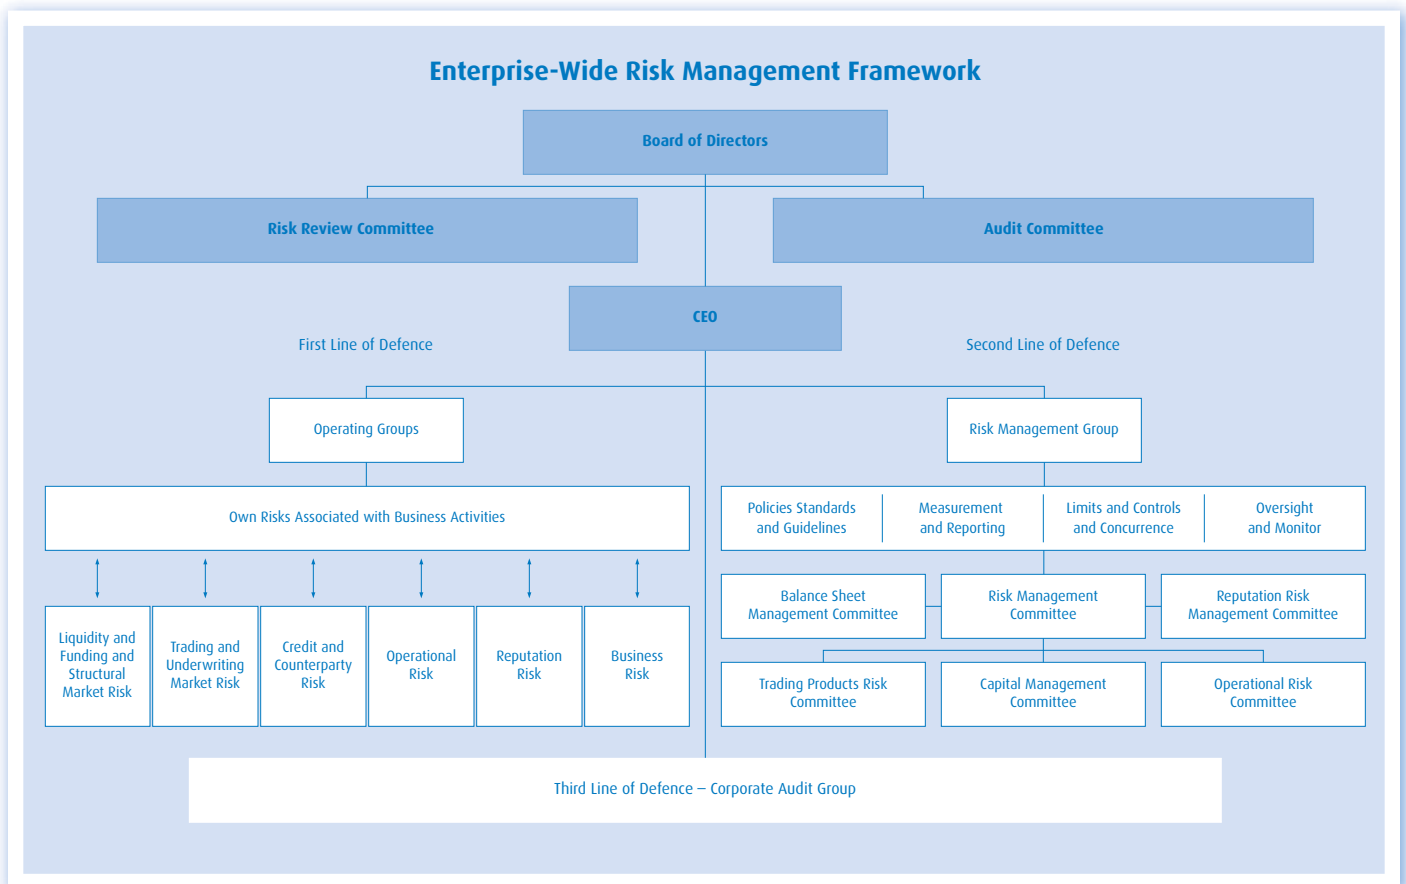 Enterprise-Wide Risk Management Framework
Board of Directors
Risk Review Committee
Audit Committee
CEO
First Line of Defence
Second Line of Defence
Operating Groups
Risk Management Group
Own Risks Associated with Business Activities
Policies Standards
and Guidelines
Measurement
and Reporting
Limits and Controls
and Concurrence
Oversight
and Monitor
Balance Sheet
Management Committee
Risk Management
Committee
Reputation Risk
Management Committee
Liquidity and
Funding and
Structural
Market Risk
Trading and
Underwriting
Market Risk
Credit and
Counterparty
Risk
Operational
Risk
Reputation
Risk
Business
Risk
Trading Products Risk
Committee
Capital Management
Committee
Operational Risk
Committee
Third Line of Defence – Corporate Audit Group